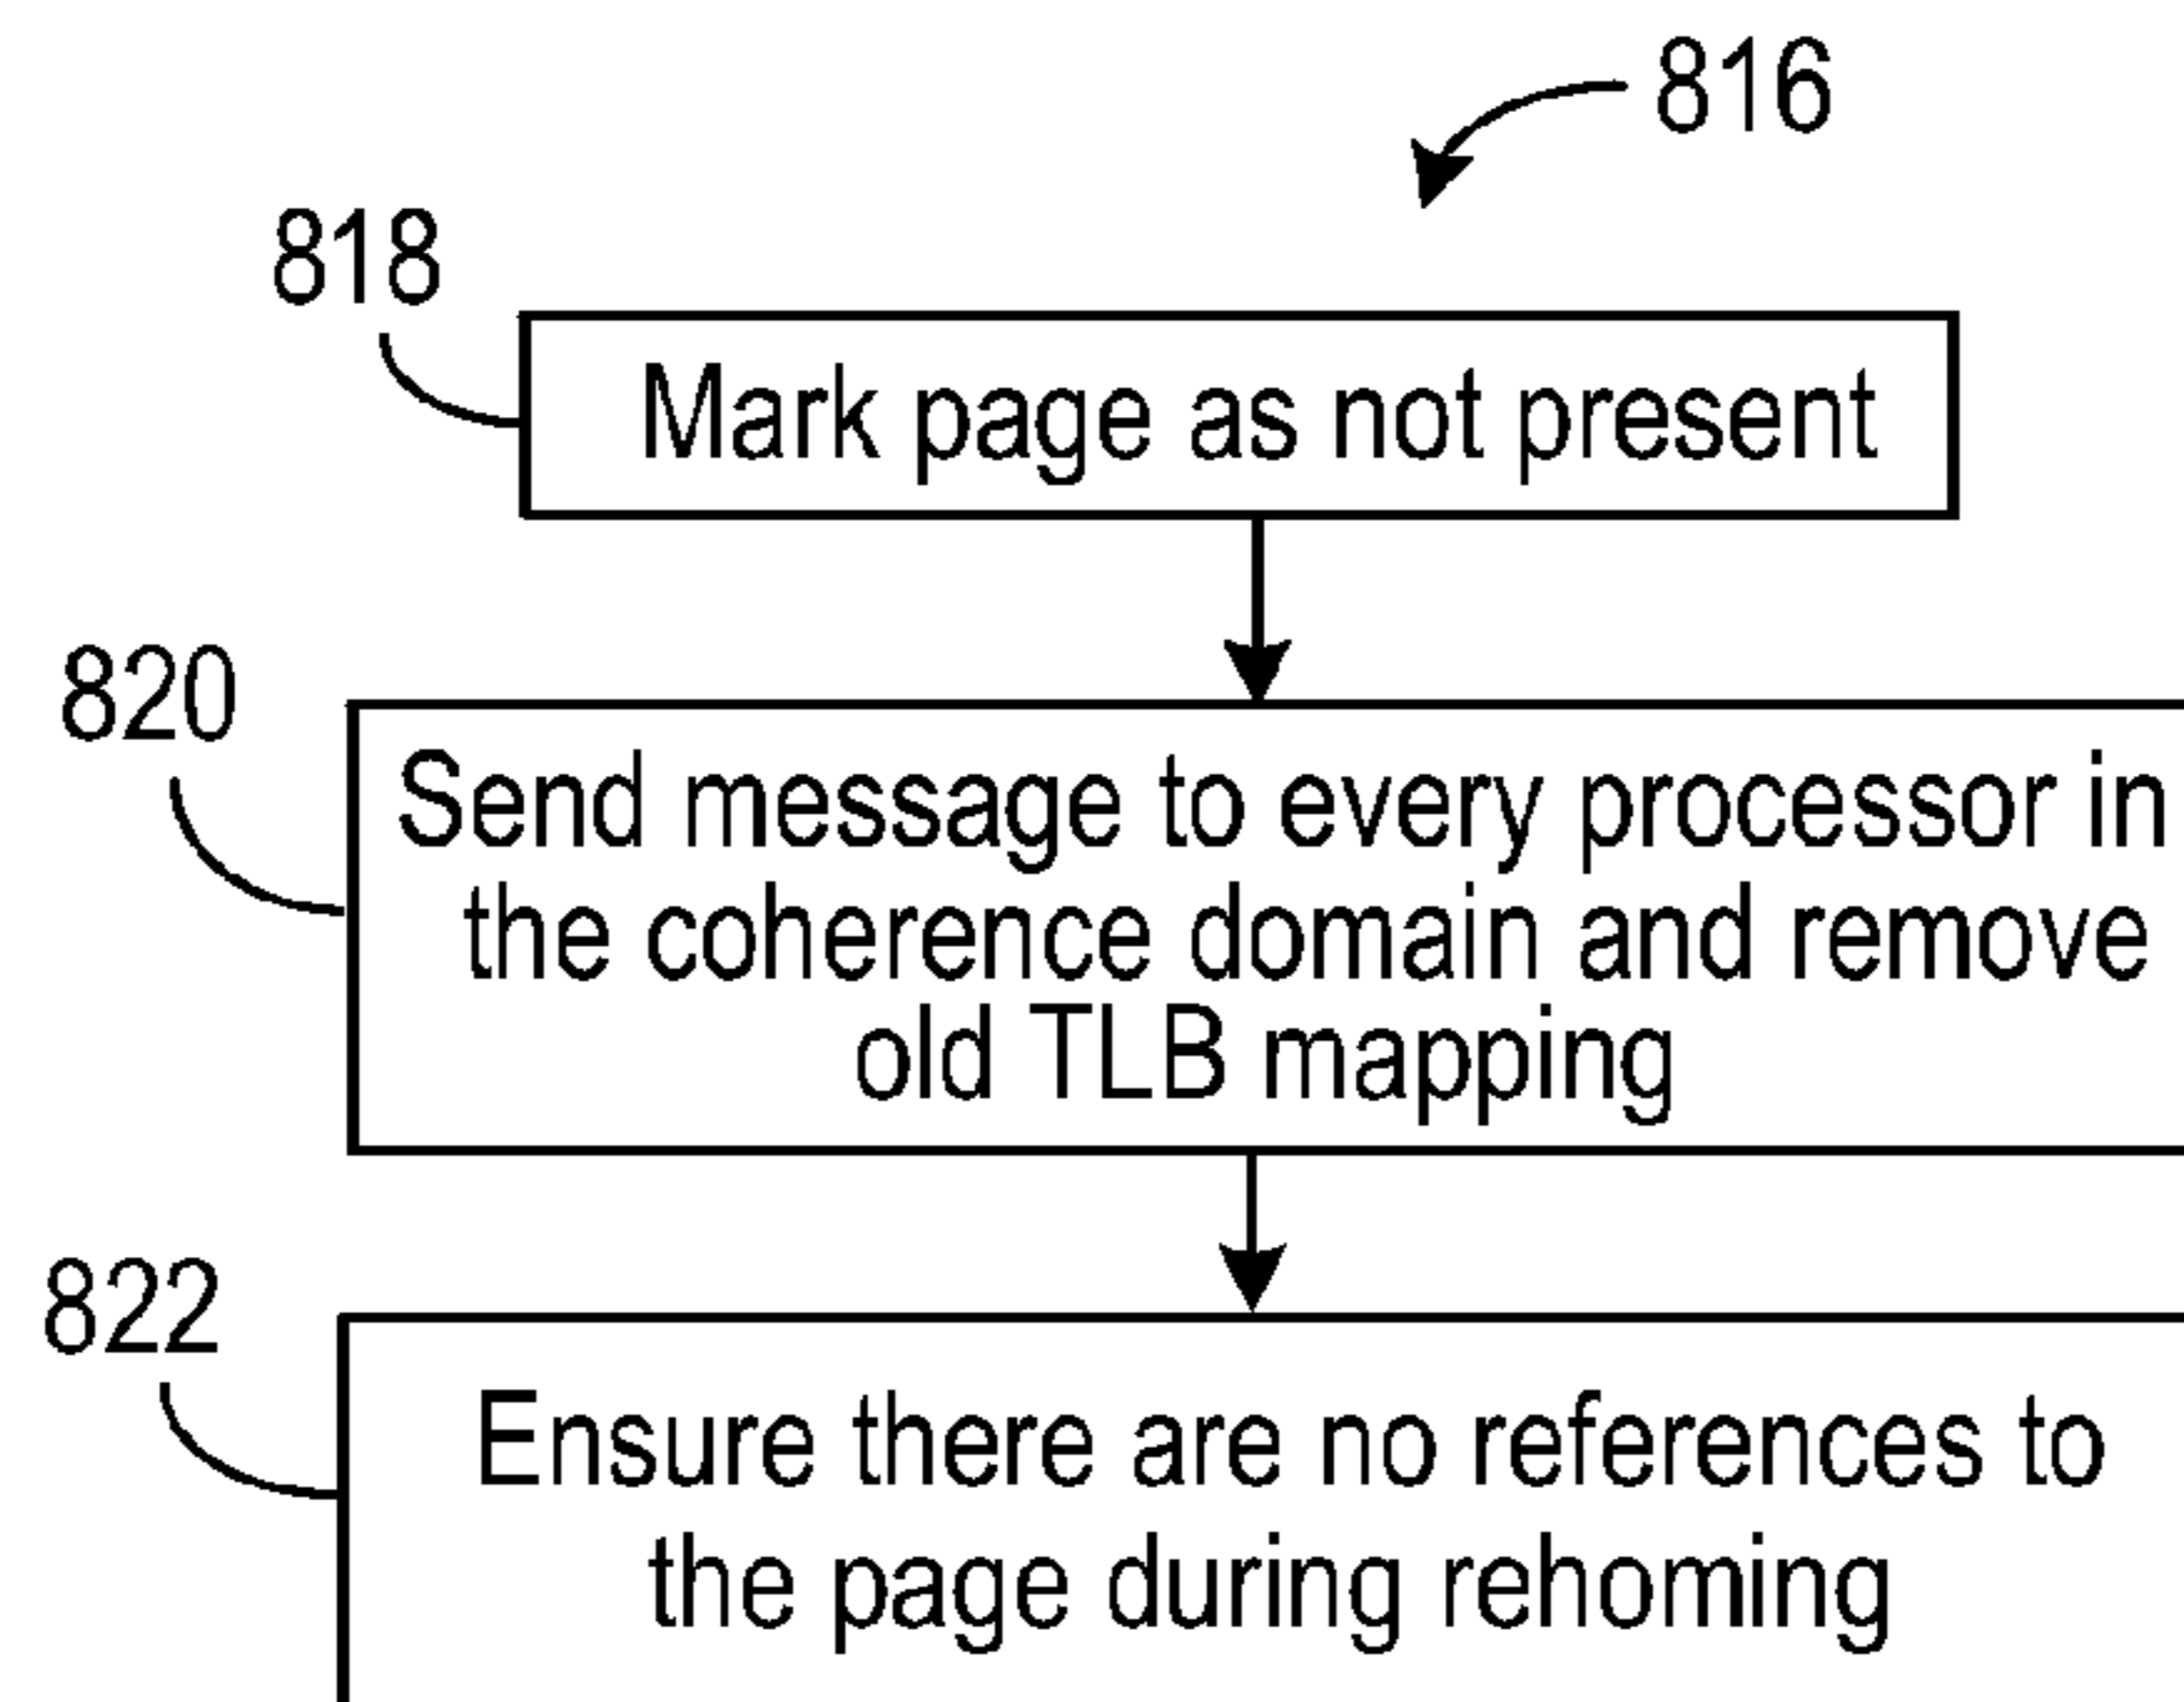 816
818
Mark page as not present
820
Send message to every processor in
the coherence domain and remove
old TLB mapping
822
Ensure there are no references to
the page during rehoming